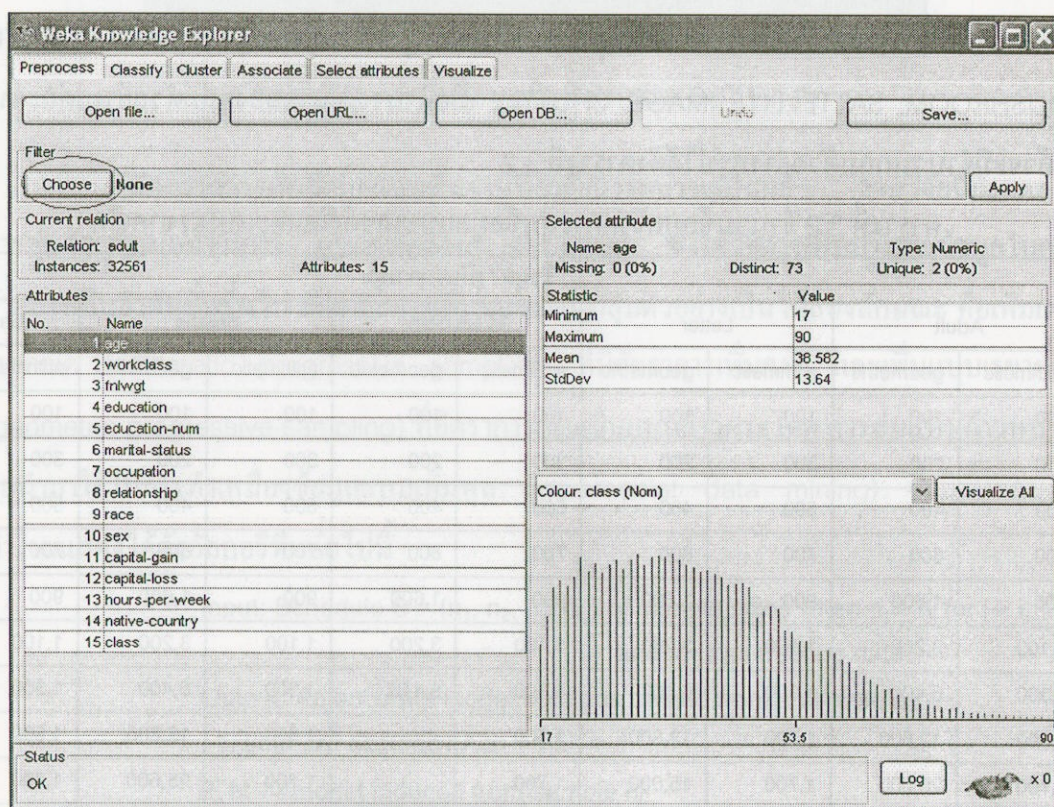 Weka Knowledge Explorer
Preprocess Classify Cluster Associate Select attributes Visualize
Open file... Open URL... Open DB... Undo Save...
Filter
Choose None Apply
Current relation
Relation: adult
Instances: 32561 Attributes: 15
Selected attribute
Name: age Type: Numeric
Missing: 0 (0%) Distinct: 73 Unique: 2 (0%)
Attributes
No. Name
1 age
2 workclass
3 fnlwgt
4 education
5 education-num
6 marital-status
7 occupation
8 relationship
9 race
10 sex
11 capital-gain
12 capital-loss
13 hours-per-week
14 native-country
15 class
Statistic Value
Minimum 17
Maximum 90
Mean 38.582
StdDev 13.64
Colour: class (Nom) Visualize All
17 53.5 90
Status
OK
Log x 0